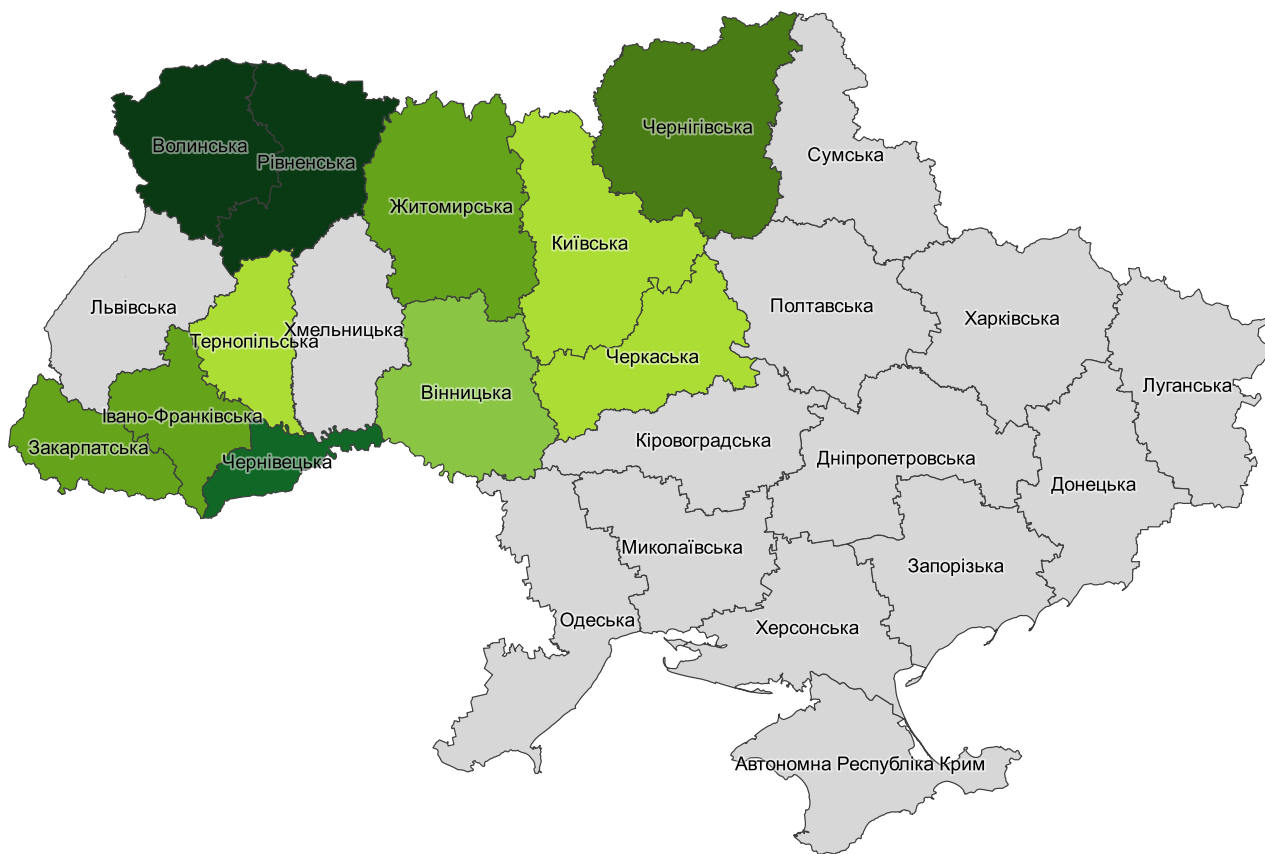 Чернігівська
Волинська
Рівненська
Сумська
Житомирська
Київська
Львівська
Полтавська
Харківська
Хмельницька
Тернопільська
Черкаська
Луганська
Вінницька
Івано-Франківська
Кіровоградська
Закарпатська
Чернівецька
Дніпропетровська
Донецька
Миколаївська
Запорізька
Одеська
Херсонська
Автономна Республіка Крим